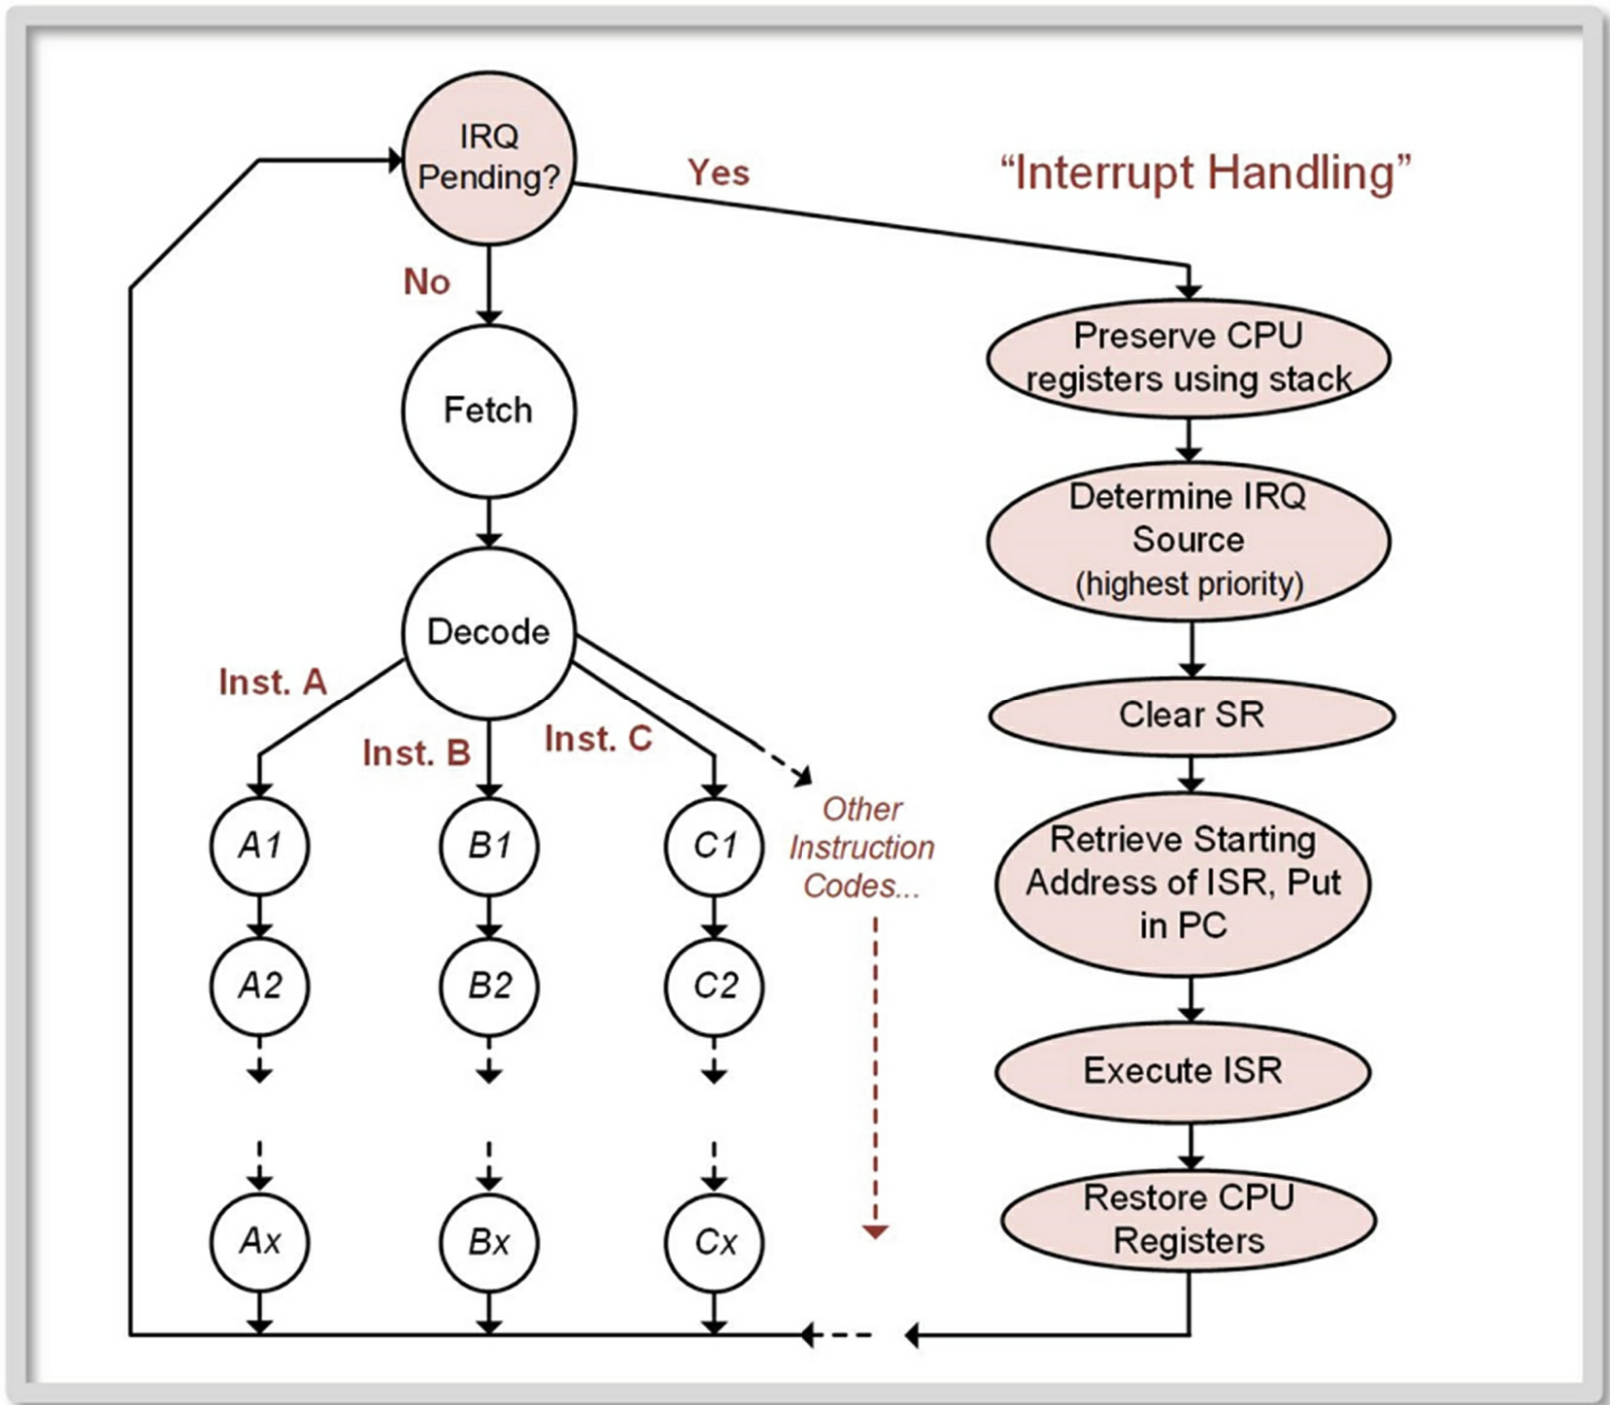 IRQ
Pending?
Yes
“Interrupt Handling”
No
Preserve CPU
registers using stack
Fetch
Determine IRQ
Source
(highest priority)
Decode
Inst. A
Inst. B
Inst. C
Clear SR
Other
Instruction
Codes...
A1
B1
C1
Retrieve Starting
Address of ISR, Put
in PC
A2
B2
C2
Execute ISR
Ax
Bx
Cx
Restore CPU
Registers